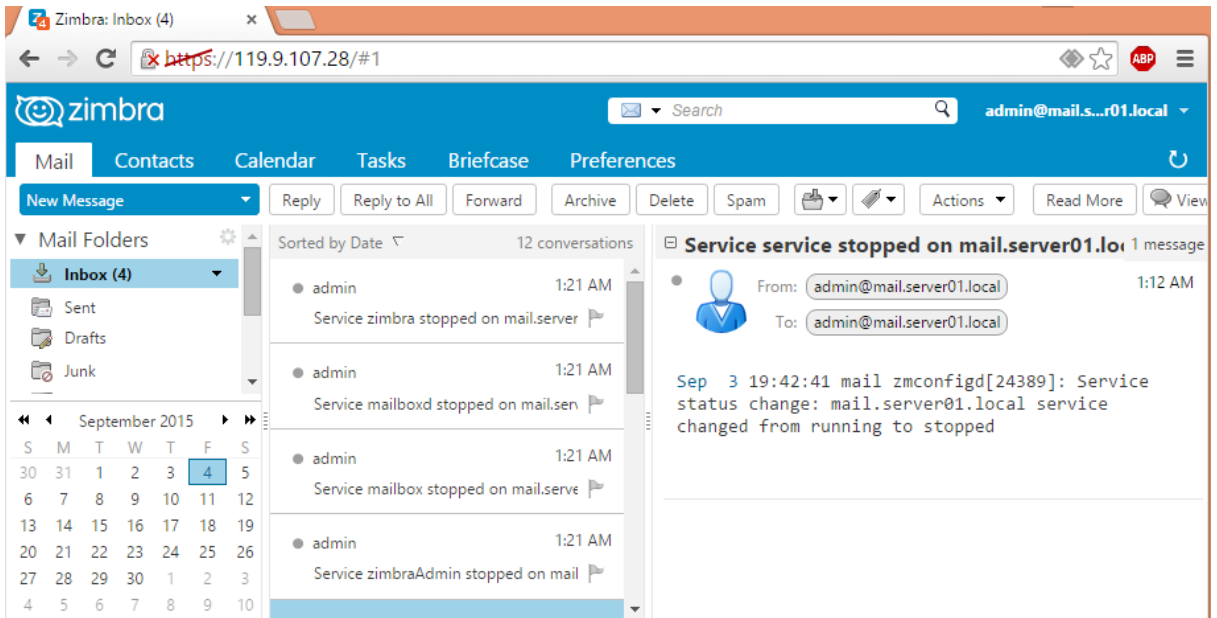 Zimbra: Inbox (4)
https://119.9.107.28/#1
ABP
zimbra
Search
admin@mail.s...r01.local
Mail Contacts Calendar Tasks Briefcase Preferences
New Message Reply Reply to All Forward Archive Delete Spam Actions Read More View
Mail Folders
Inbox (4)
Sent
Drafts
Junk
September 2015
S M T W T F S
30 31 1 2 3 4 5
6 7 8 9 10 11 12
13 14 15 16 17 18 19
20 21 22 23 24 25 26
27 28 29 30 1 2 3
4 5 6 7 8 9 10
Sorted by Date 12 conversations
admin 1:21 AM
Service zimbra stopped on mail.server
admin 1:21 AM
Service mailboxd stopped on mail.serv
admin 1:21 AM
Service mailbox stopped on mail.serve
admin 1:21 AM
Service zimbraAdmin stopped on mail
Service service stopped on mail.server01.loc 1 message
From: admin@mail.server01.local 1:12 AM
To: admin@mail.server01.local
Sep 3 19:42:41 mail zmconfigd[24389]: Service
status change: mail.server01.local service
changed from running to stopped